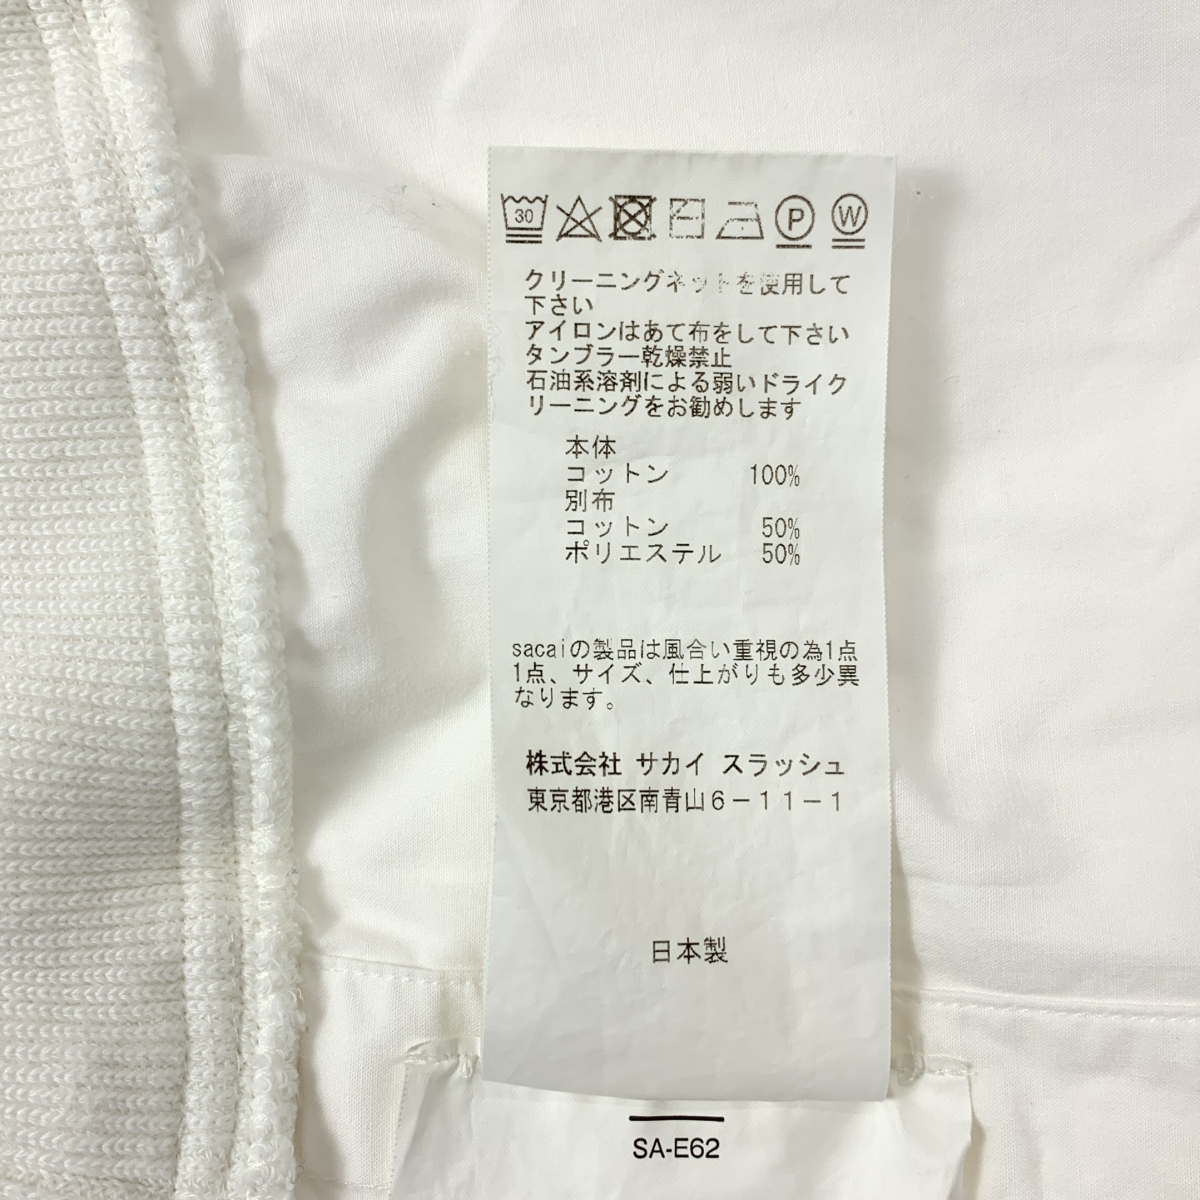 30 P W
クリーニングネットを使用して
下さい
アイロンはあて布をして下さい
タンブラー乾燥禁止
石油系溶剤による弱いドライク
リーニングをお勧めします
本体
コットン 100%
別布
コットン 50%
ポリエステル 50%
sacaiの製品は風合い重視の為1点
1点、サイズ、仕上がりも多少異
なります。
株式会社 サカイ スラッシュ
東京都港区南青山6-11-1
日本製
SA-E62